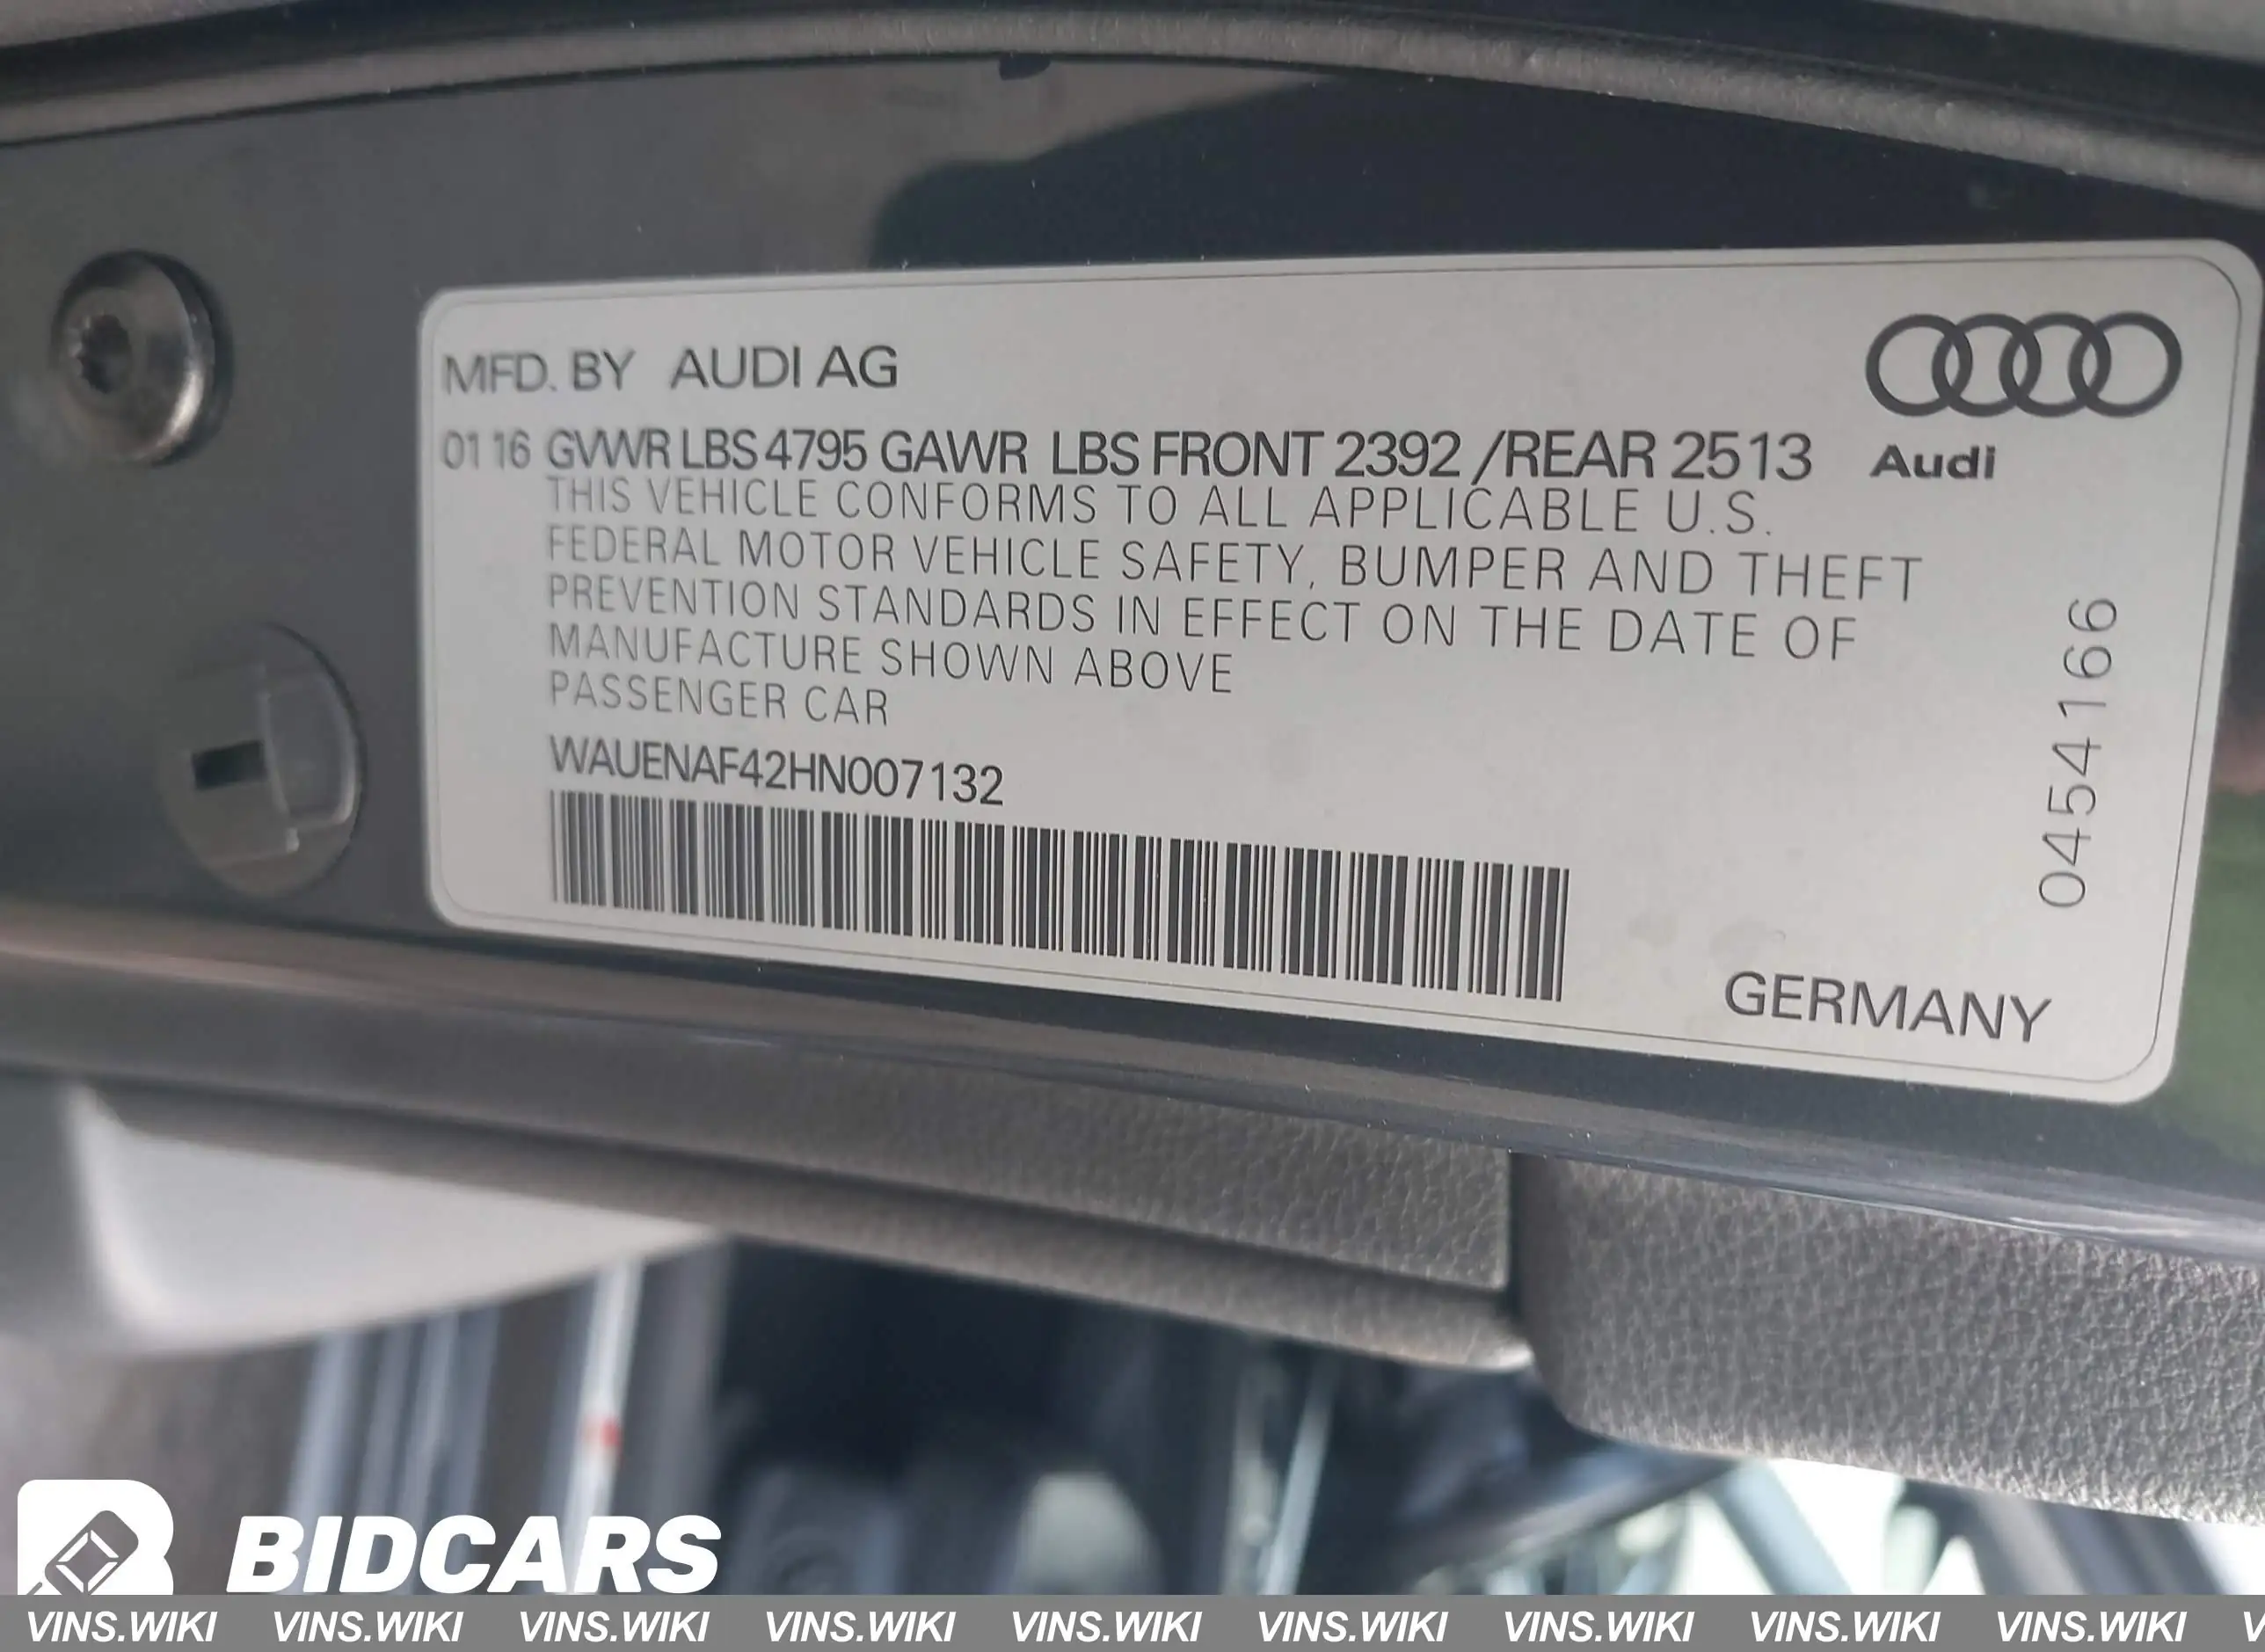 MFD. BY AUDI AG
01 16 GVWR LBS 4795 GAWR LBS FRONT 2392 /REAR 2513
Audi
THIS VEHICLE CONFORMS TO ALL APPLICABLE U.S.
FEDERAL MOTOR VEHICLE SAFETY, BUMPER AND THEFT
PREVENTION STANDARDS IN EFFECT ON THE DATE OF
MANUFACTURE SHOWN ABOVE
PASSENGER CAR
WAUENAF42HN007132
0454166
GERMANY
BIDCARS
VINS.WIKI VINS.WIKI VINS.WIKI VINS.WIKI VINS.WIKI VINS.WIKI VINS.WIKI VINS.WIKI VINS.WIKI V